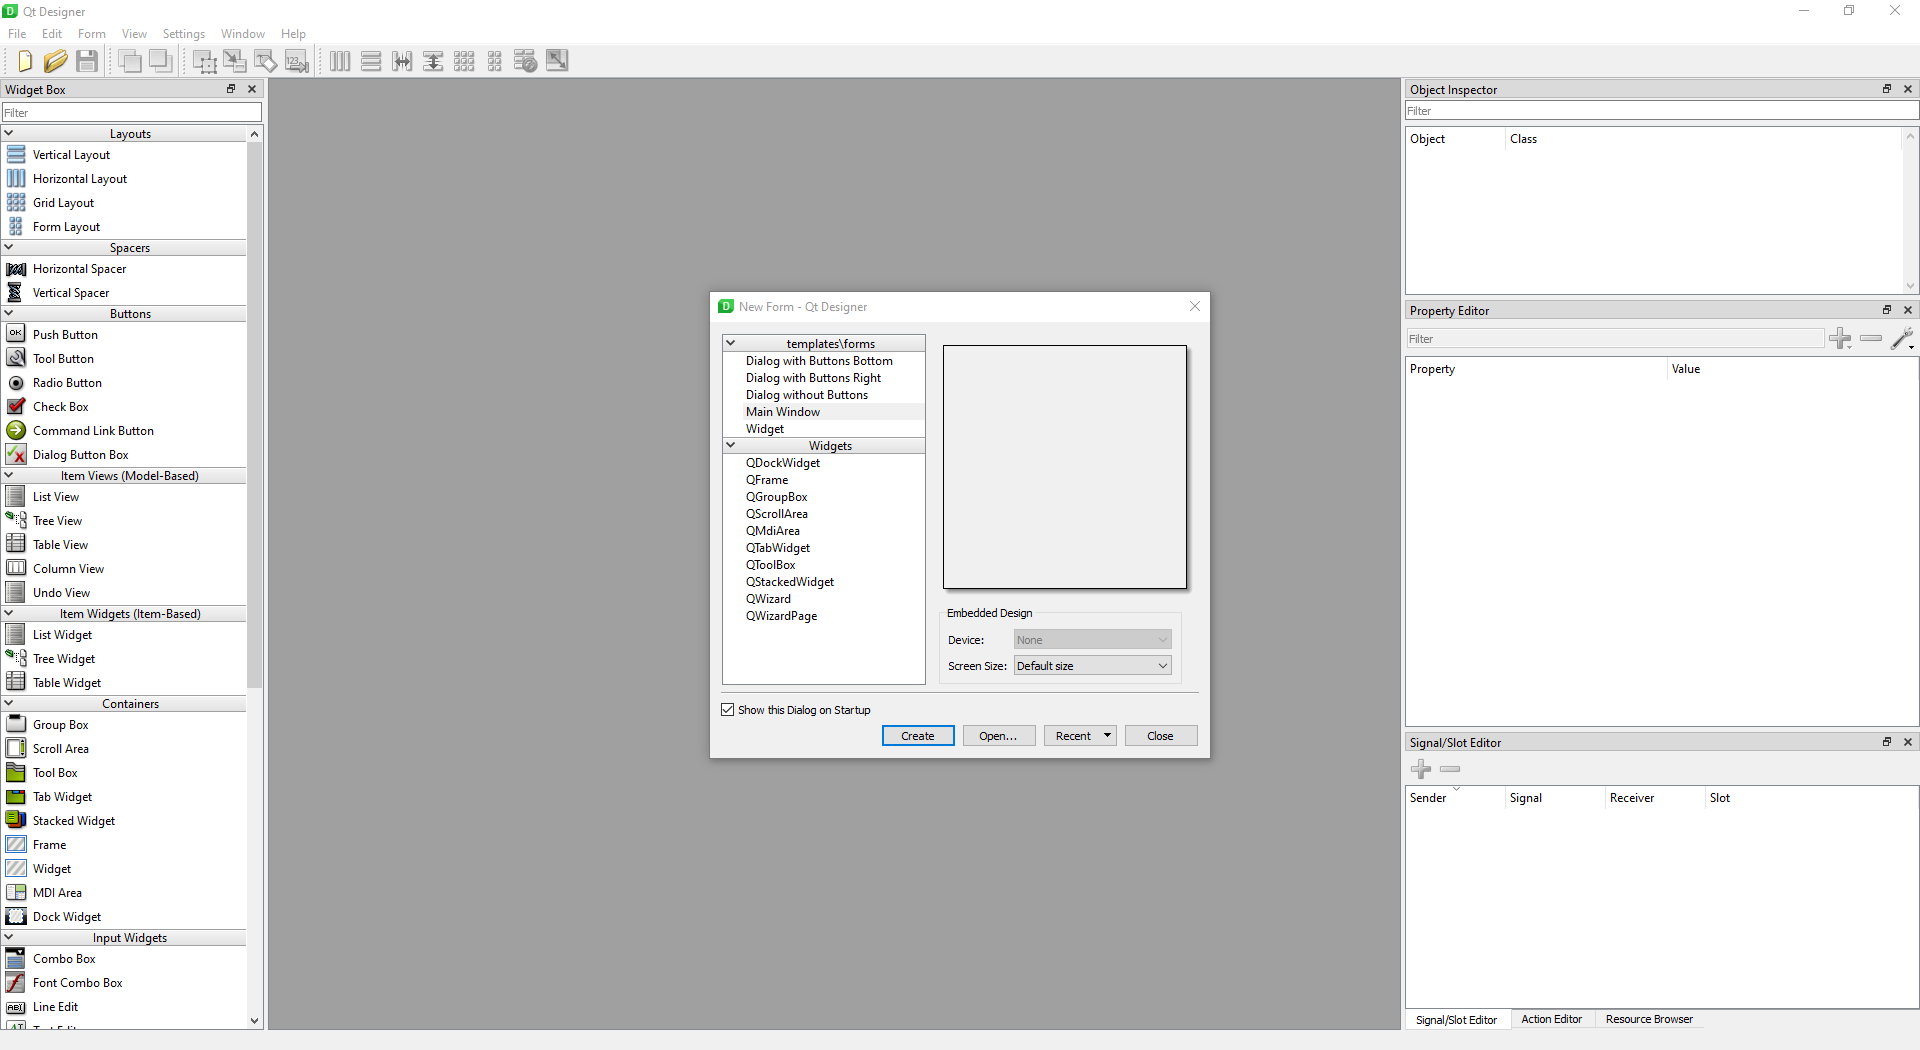 Qt Designer
File Edit Form View Settings Window Help
Widget Box
Filter
Layouts
Vertical Layout
Horizontal Layout
Grid Layout
Form Layout
Spacers
Horizontal Spacer
Vertical Spacer
Buttons
Push Button
Tool Button
Radio Button
Check Box
Command Link Button
Dialog Button Box
Item Views (Model-Based)
List View
Tree View
Table View
Column View
Undo View
Item Widgets (Item-Based)
List Widget
Tree Widget
Table Widget
Containers
Group Box
Scroll Area
Tool Box
Tab Widget
Stacked Widget
Frame
Widget
MDI Area
Dock Widget
Input Widgets
Combo Box
Font Combo Box
Line Edit
New Form - Qt Designer
templates\forms
Dialog with Buttons Bottom
Dialog with Buttons Right
Dialog without Buttons
Main Window
Widget
Widgets
QDockWidget
QFrame
QGroupBox
QScrollArea
QMdiArea
QTabWidget
QToolBox
QStackedWidget
QWizard
QWizardPage
Embedded Design
Device: None
Screen Size: Default size
Show this Dialog on Startup
Create Open... Recent Close
Object Inspector
Filter
Object Class
Property Editor
Filter
Property Value
Signal/Slot Editor
Sender Signal Receiver Slot
Signal/Slot Editor Action Editor Resource Browser